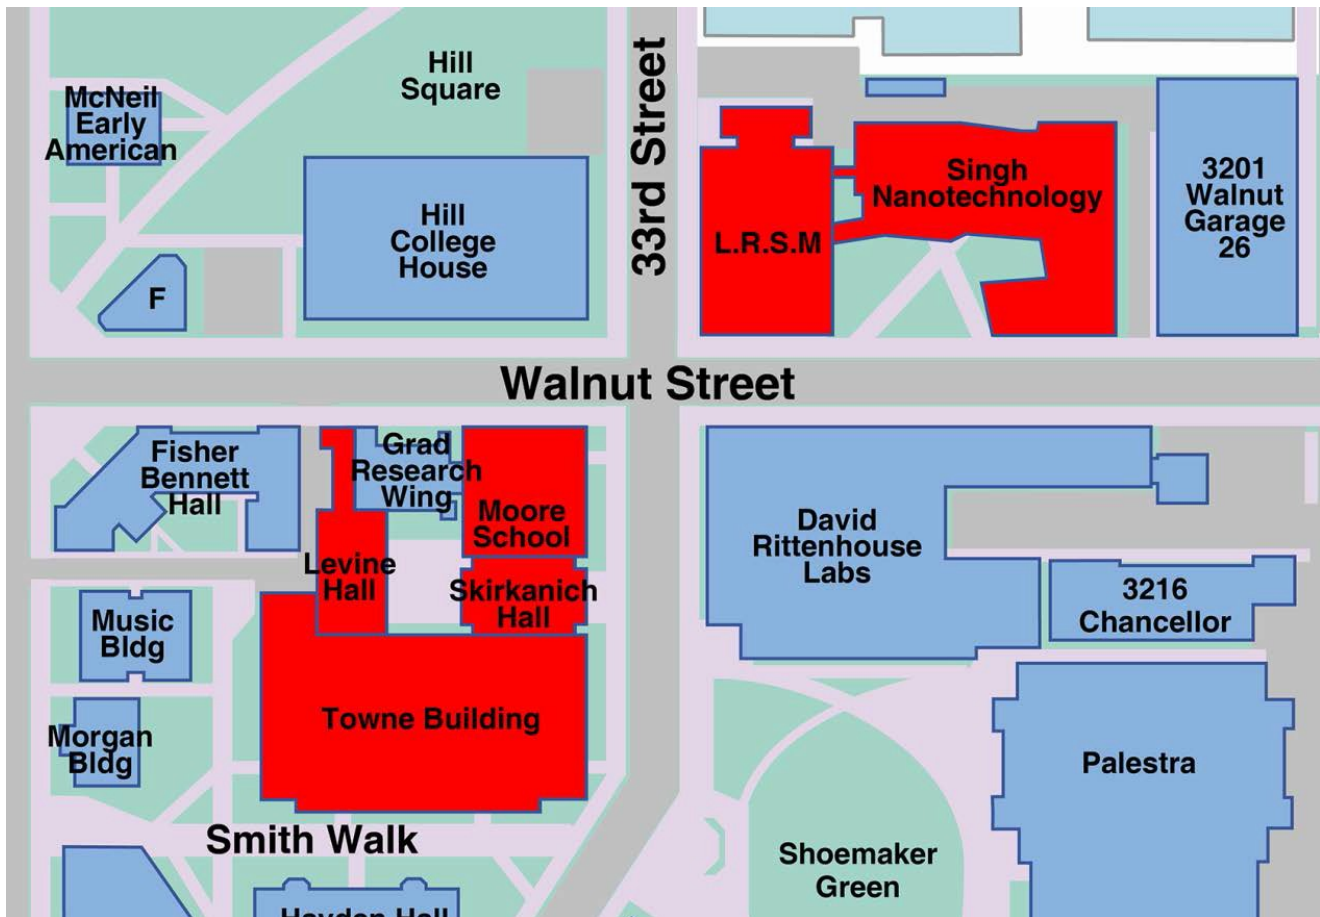 Hill
Square
McNeil
Early
American
33rd Street
Singh
Nanotechnology
3201
Walnut
Garage
26
Hill
College
House
L.R.S.M
F
Walnut Street
Fisher
Bennett
Hall
Grad
Research
Wing
Moore
School
David
Rittenhouse
Labs
Levine
Hall
Skirkanich
Hall
3216
Chancellor
Music
Bldg
Towne Building
Morgan
Bldg
Palestra
Smith Walk
Shoemaker
Green
Hayden Hall